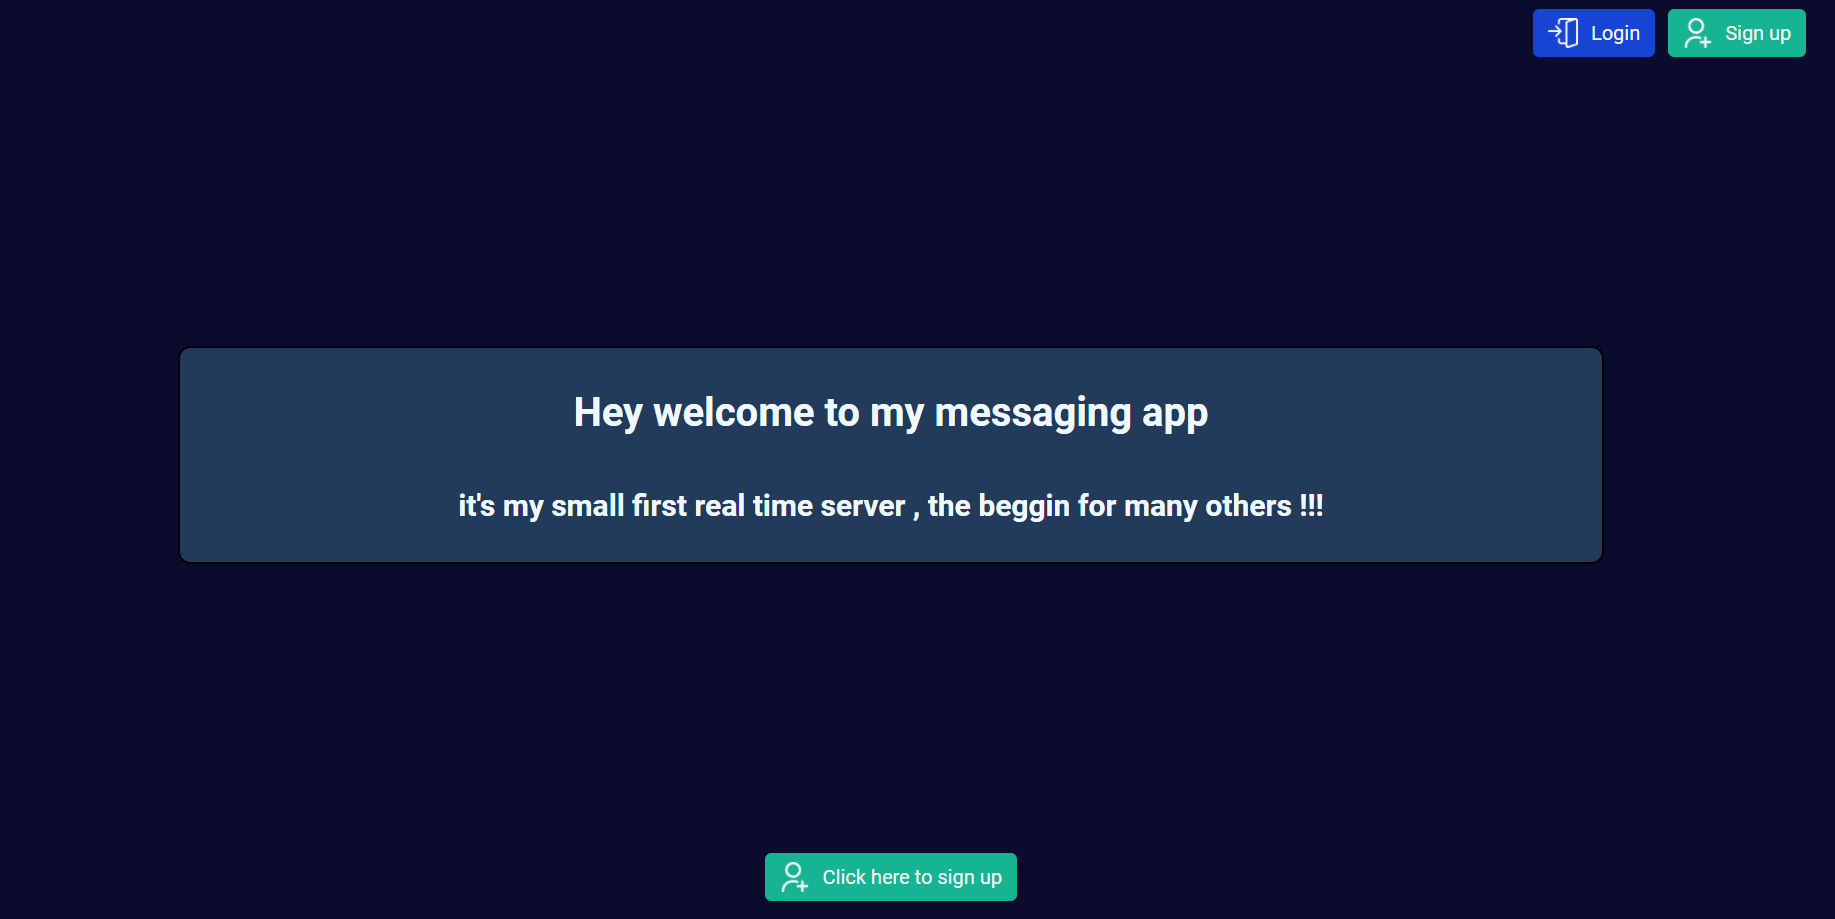 Login
Sign up
Hey welcome to my messaging app
it's my small first real time server , the beggin for many others !!!
Click here to sign up